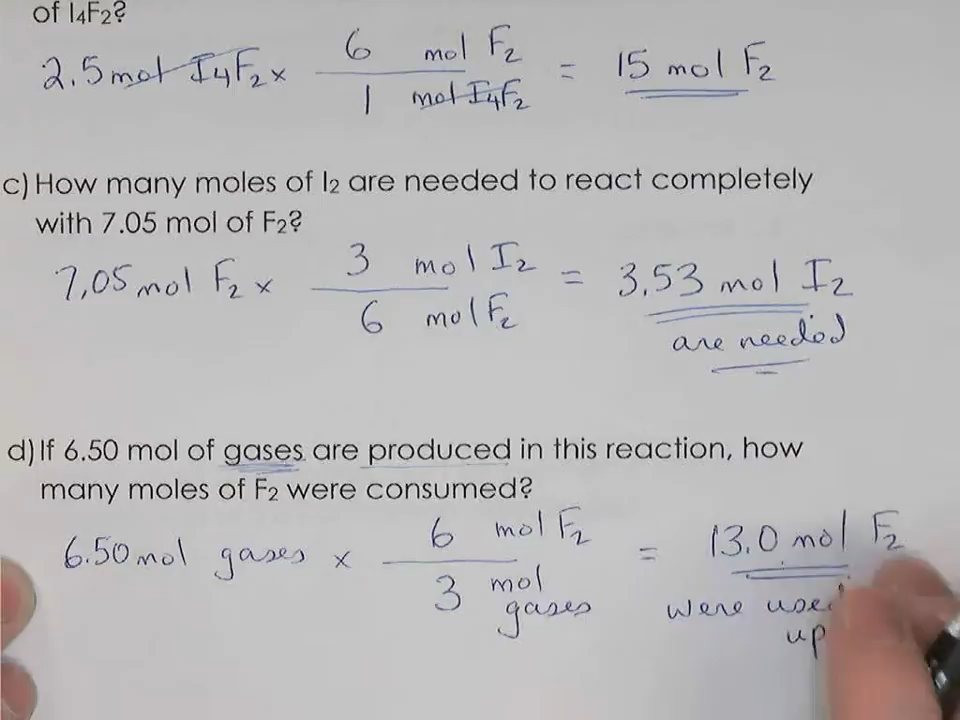 of I₄F₂?
2.5 mol I₄F₂ × 6 mol F₂ / 1 mol I₄F₂ = 15 mol F₂
c) How many moles of I₂ are needed to react completely
with 7.05 mol of F₂?
7.05 mol F₂ × 3 mol I₂ / 6 mol F₂ = 3.53 mol I₂
are needed
d) If 6.50 mol of gases are produced in this reaction, how
many moles of F₂ were consumed?
6.50 mol gases × 6 mol F₂ / 3 mol gases = 13.0 mol F₂
were used
up